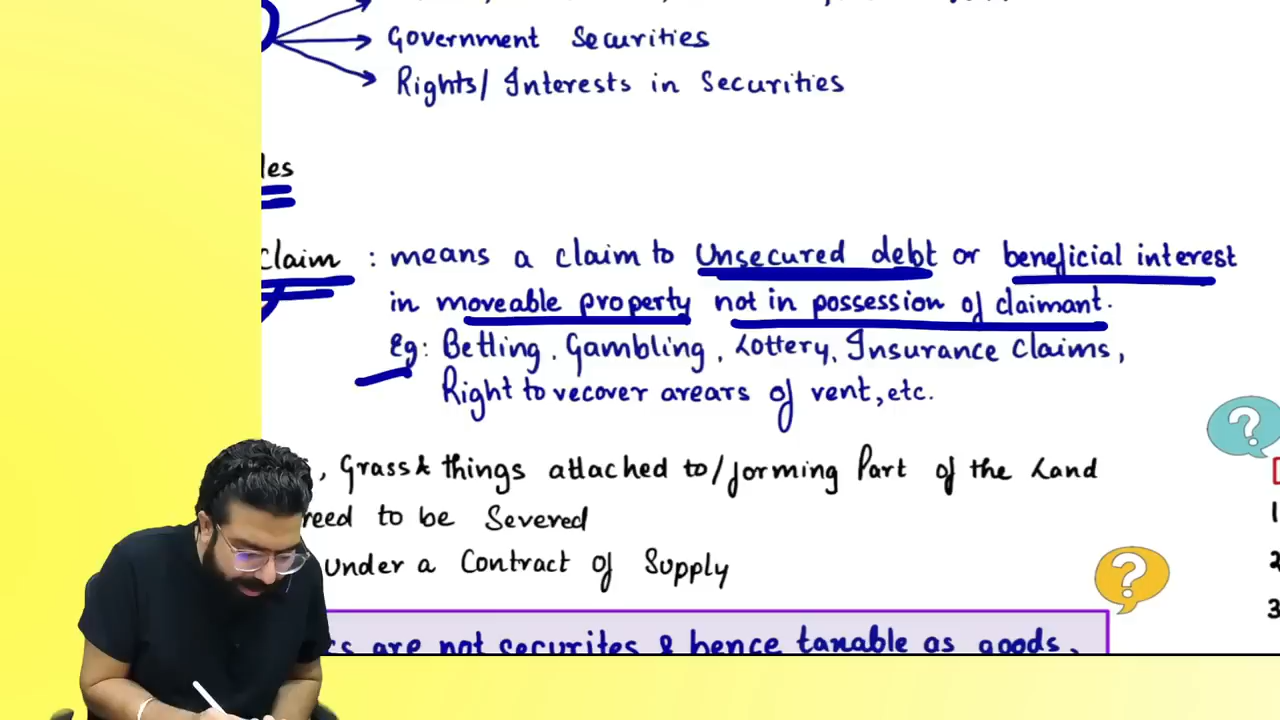 Government Securities
Rights/ Interests in Securities
les
Claim : means a claim to Unsecured debt or beneficial interest
in moveable property not in possession of claimant.
Eg: Betting, Gambling, Lottery, Insurance Claims,
Right to recover arears of rent, etc.
, Grass & things attached to/forming Part of the Land
reed to be Severed
under a Contract of Supply
are not securites & hence taxable as goods.
1
2
3